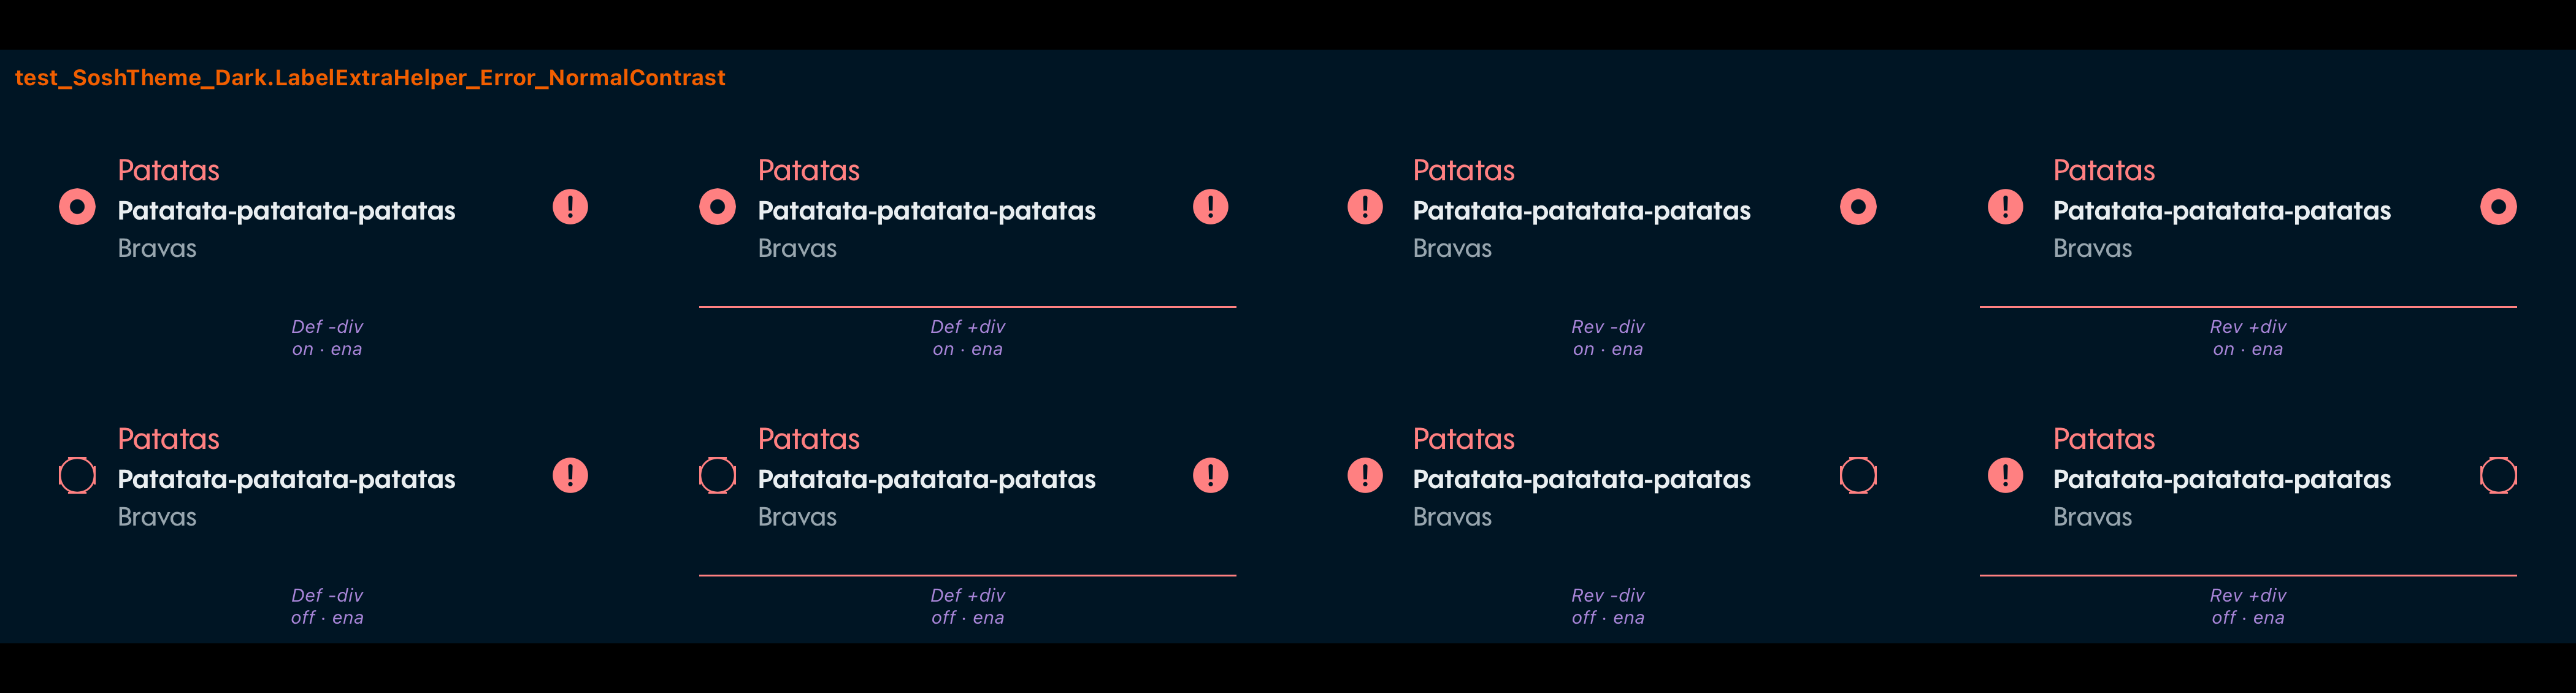 test_SoshTheme_Dark.LabelExtraHelper_Error_NormalContrast
Patatas
Patatata-patatata-patatas
Bravas
Def -div
on · ena
Patatas
Patatata-patatata-patatas
Bravas
Def +div
on · ena
Patatas
Patatata-patatata-patatas
Bravas
Rev -div
on · ena
Patatas
Patatata-patatata-patatas
Bravas
Rev +div
on · ena
Patatas
Patatata-patatata-patatas
Bravas
Def -div
off · ena
Patatas
Patatata-patatata-patatas
Bravas
Def +div
off · ena
Patatas
Patatata-patatata-patatas
Bravas
Rev -div
off · ena
Patatas
Patatata-patatata-patatas
Bravas
Rev +div
off · ena